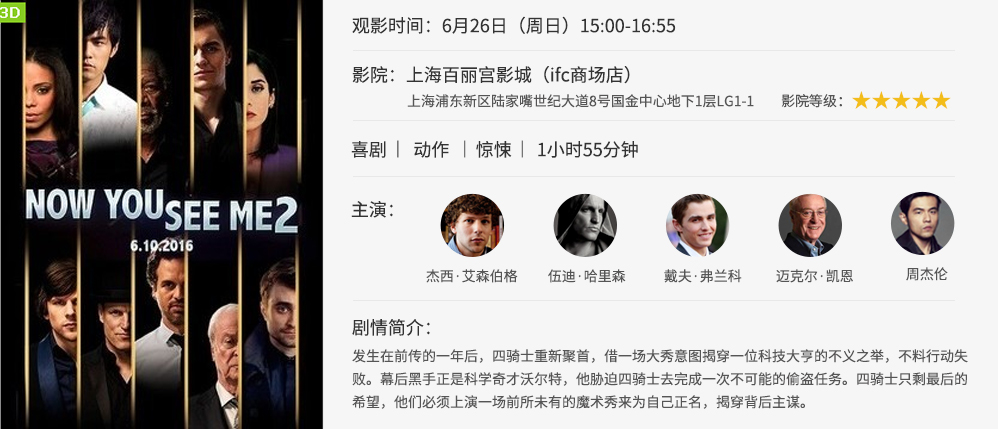 3D
NOW YOU SEE ME 2
6.10.2016
观影时间：6月26日（周日）15:00-16:55
影院：上海百丽宫影城（ifc商场店）
上海浦东新区陆家嘴世纪大道8号国金中心地下1层LG1-1 影院等级：★★★★★
喜剧｜ 动作 ｜惊悚｜ 1小时55分钟
主演：
杰西·艾森伯格 伍迪·哈里森 戴夫·弗兰科 迈克尔·凯恩 周杰伦
剧情简介：
发生在前传的一年后，四骑士重新聚首，借一场大秀意图揭穿一位科技大亨的不义之举，不料行动失
败。幕后黑手正是科学奇才沃尔特，他胁迫四骑士去完成一次不可能的偷盗任务。四骑士只剩最后的
希望，他们必须上演一场前所未有的魔术秀来为自己正名，揭穿背后主谋。